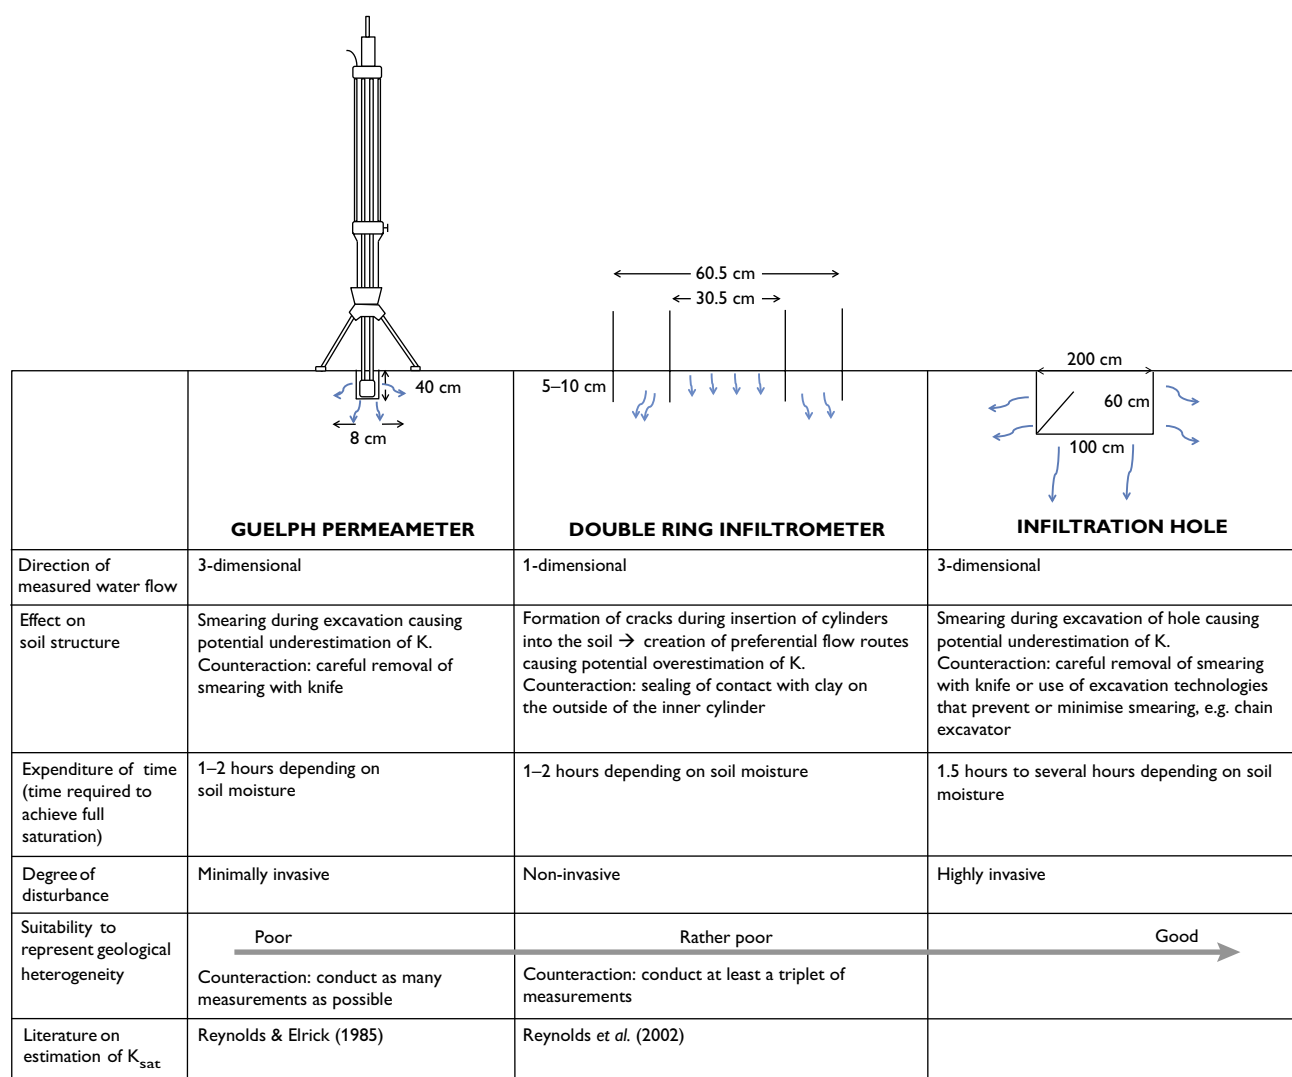 60.5 cm
30.5 cm
200 cm
40 cm
5–10 cm
60 cm
8 cm
100 cm
GUELPH PERMEAMETER
DOUBLE RING INFILTROMETER
INFILTRATION HOLE
Direction of
measured water flow
3-dimensional
1-dimensional
3-dimensional
Effect on
soil structure
Smearing during excavation causing
potential underestimation of K.
Counteraction: careful removal of
smearing with knife
Formation of cracks during insertion of cylinders
into the soil → creation of preferential flow routes
causing potential overestimation of K.
Counteraction: sealing of contact with clay on
the outside of the inner cylinder
Smearing during excavation of hole causing
potential underestimation of K.
Counteraction: careful removal of smearing
with knife or use of excavation technologies
that prevent or minimise smearing, e.g. chain
excavator
Expenditure of time
(time required to
achieve full
saturation)
1–2 hours depending on
soil moisture
1–2 hours depending on soil moisture
1.5 hours to several hours depending on soil
moisture
Degree of
disturbance
Minimally invasive
Non-invasive
Highly invasive
Suitability to
represent geological
heterogeneity
Poor
Counteraction: conduct as many
measurements as possible
Rather poor
Counteraction: conduct at least a triplet of
measurements
Good
Literature on
estimation of Ksat
Reynolds & Elrick (1985)
Reynolds et al. (2002)